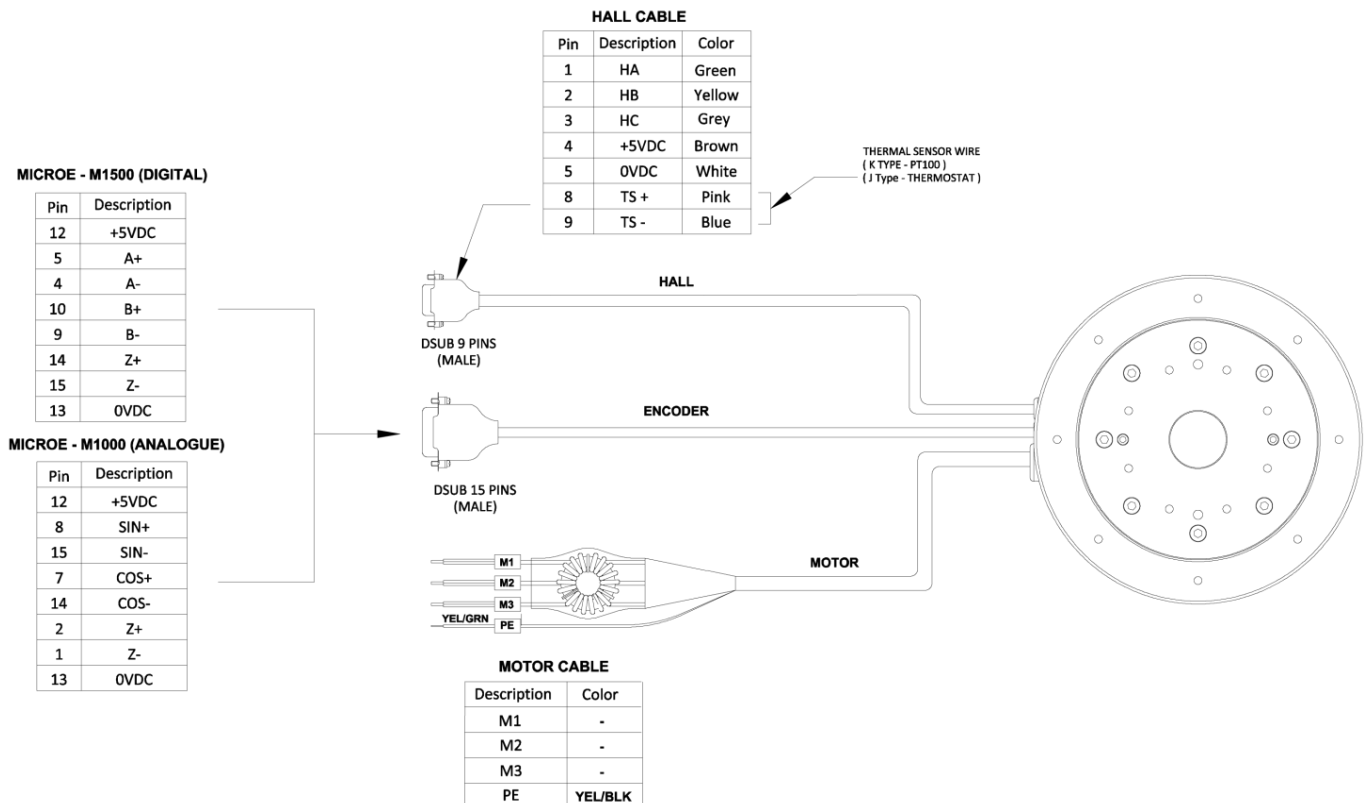 HALL CABLE
Pin Description Color
1 HA Green
2 HB Yellow
3 HC Grey
4 +5VDC Brown
5 0VDC White
8 TS + Pink
9 TS - Blue
THERMAL SENSOR WIRE
( K TYPE - PT100 )
( J Type - THERMOSTAT )
MICROE - M1500 (DIGITAL)
Pin Description
12 +5VDC
5 A+
4 A-
10 B+
9 B-
14 Z+
15 Z-
13 0VDC
MICROE - M1000 (ANALOGUE)
Pin Description
12 +5VDC
8 SIN+
15 SIN-
7 COS+
14 COS-
2 Z+
1 Z-
13 0VDC
HALL
DSUB 9 PINS
(MALE)
ENCODER
DSUB 15 PINS
(MALE)
MOTOR
M1
M2
M3
YEL/GRN PE
MOTOR CABLE
Description Color
M1 -
M2 -
M3 -
PE YEL/BLK